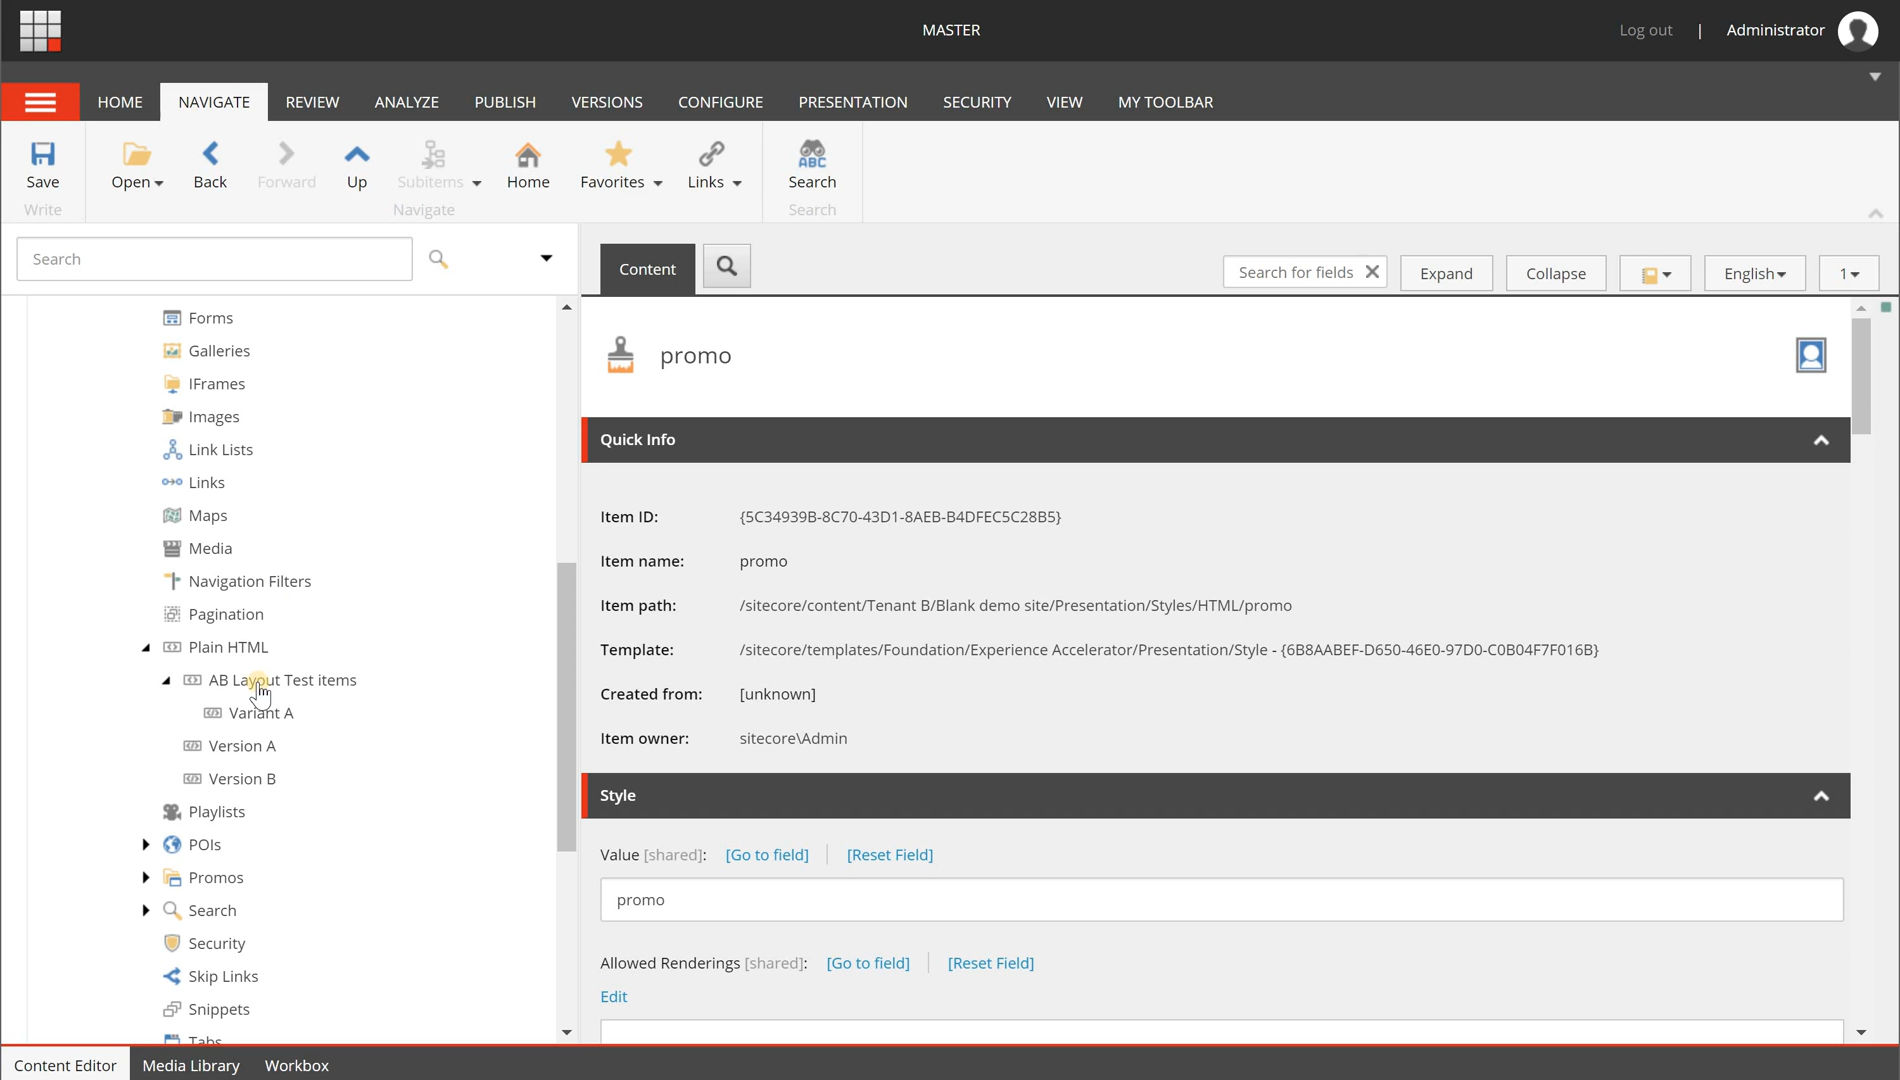 MASTER
Log out | Administrator
HOME NAVIGATE REVIEW ANALYZE PUBLISH VERSIONS CONFIGURE PRESENTATION SECURITY VIEW MY TOOLBAR
Save Open Back Forward Up Subitems Home Favorites Links ABC Search
Write Navigate Search
Search
Content Search for fields Expand Collapse English 1
Forms
Galleries
IFrames
Images
Link Lists
Links
Maps
Media
Navigation Filters
Pagination
Plain HTML
AB Layout Test items
Variant A
Version A
Version B
Playlists
POIs
Promos
Search
Security
Skip Links
Snippets
Tabs
promo
Quick Info
Item ID: {5C34939B-8C70-43D1-8AEB-B4DFEC5C28B5}
Item name: promo
Item path: /sitecore/content/Tenant B/Blank demo site/Presentation/Styles/HTML/promo
Template: /sitecore/templates/Foundation/Experience Accelerator/Presentation/Style - {6B8AABEF-D650-46E0-97D0-C0B04F7F016B}
Created from: [unknown]
Item owner: sitecore\Admin
Style
Value [shared]: [Go to field] [Reset Field]
promo
Allowed Renderings [shared]: [Go to field] [Reset Field]
Edit
Content Editor Media Library Workbox